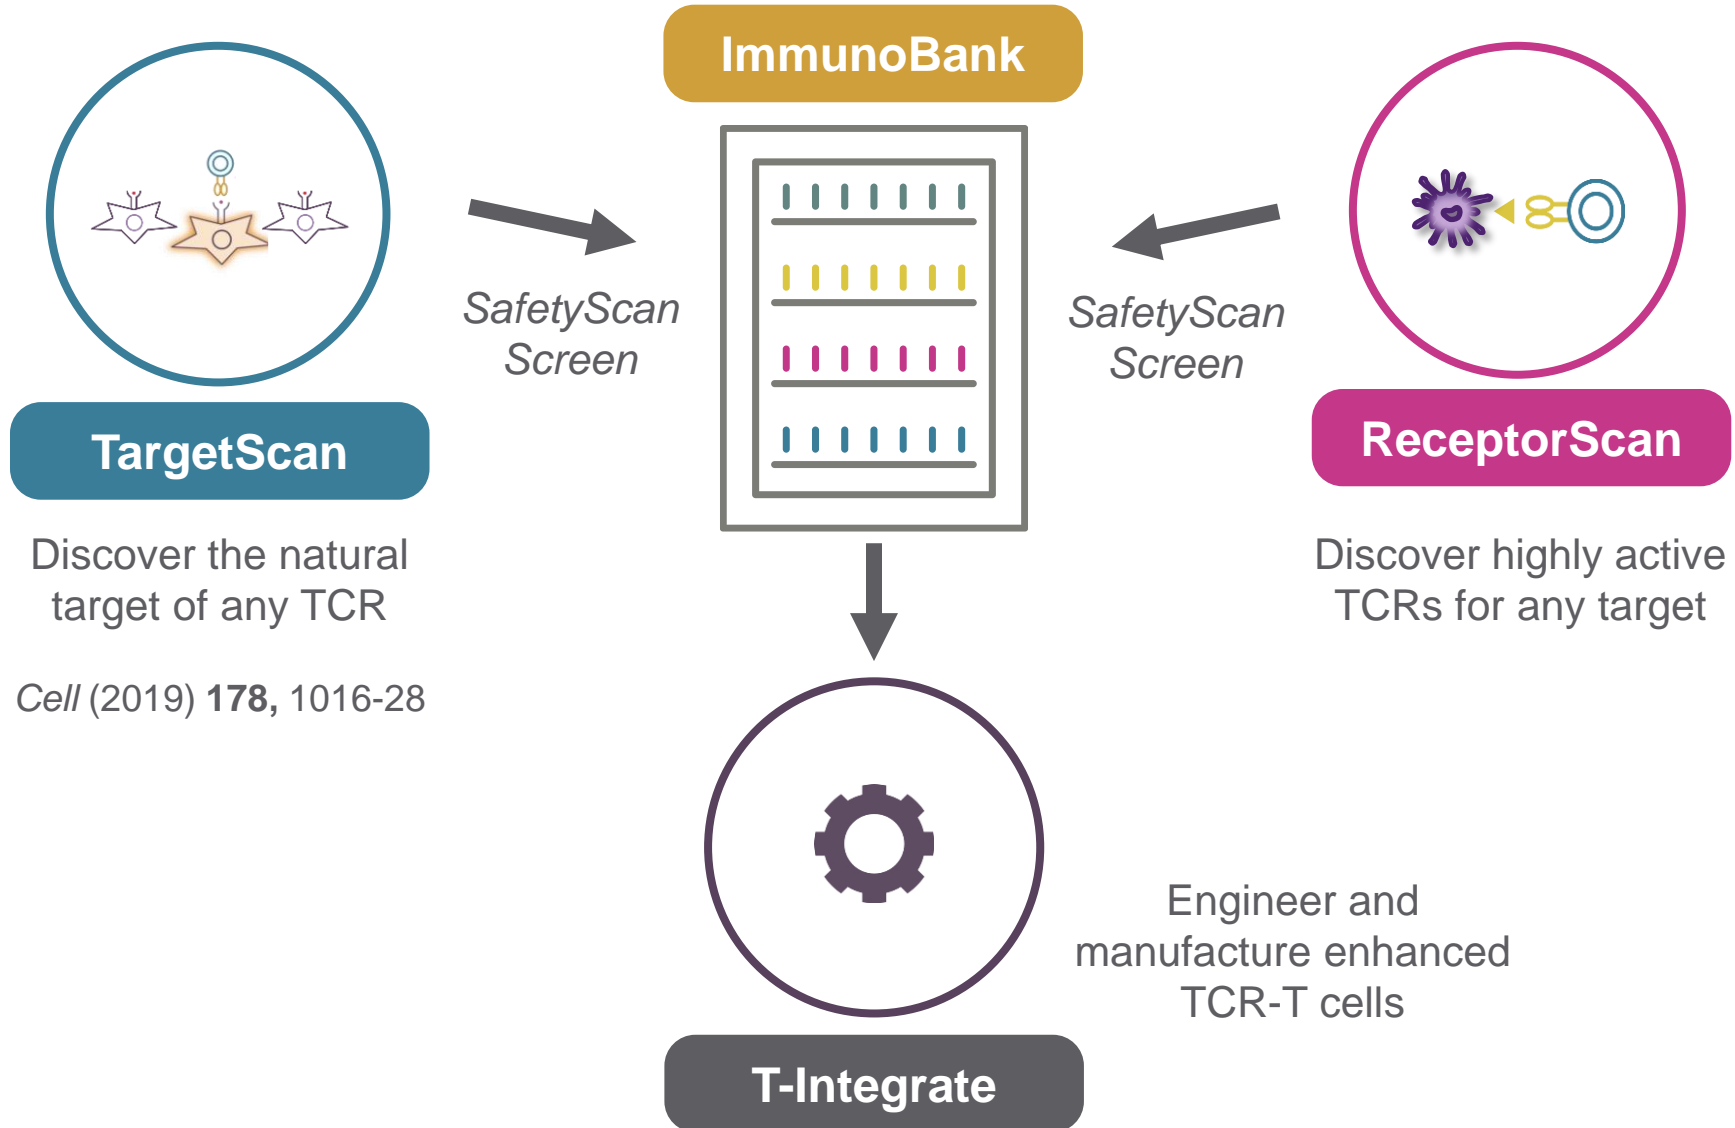 ImmunoBank
SafetyScan
Screen
SafetyScan
Screen
TargetScan
Discover the natural
target of any TCR
Cell (2019) 178, 1016-28
ReceptorScan
Discover highly active
TCRs for any target
Engineer and
manufacture enhanced
TCR-T cells
T-Integrate